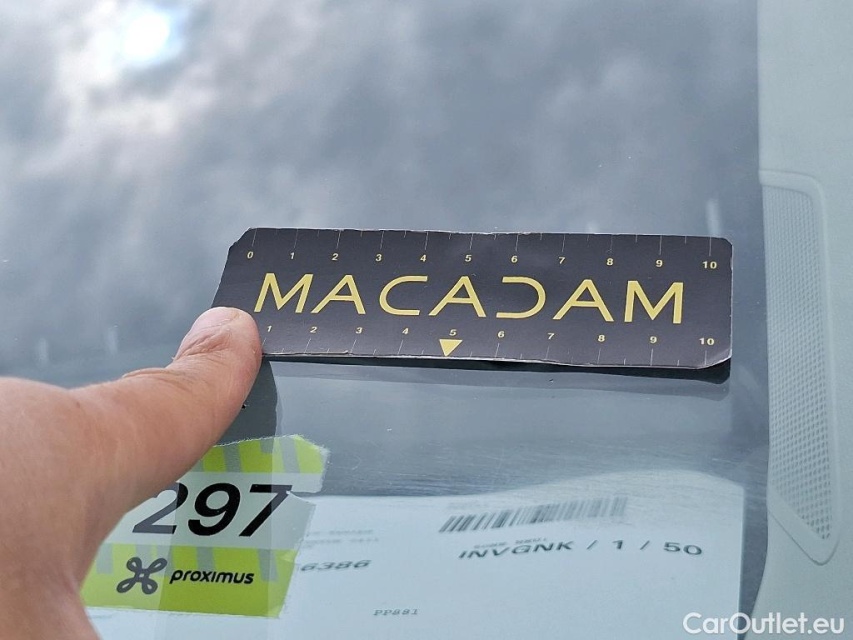 0 1 2 3 4 5 6 7 8 9 10
MACADAM
1 2 3 4 5 6 7 8 9 10
297
proximus
6386
INVGNK / 1 / 50
PP881
CarOutlet.eu